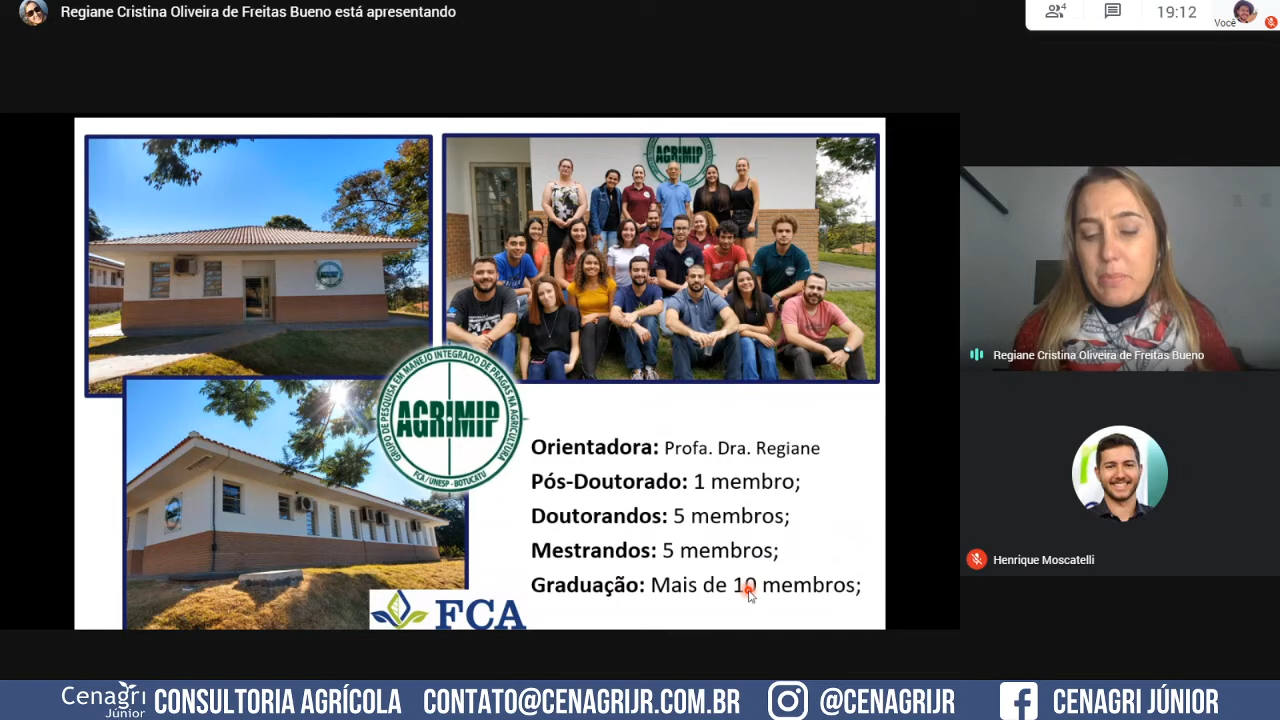 Regiane Cristina Oliveira de Freitas Bueno está apresentando
4
19:12
Você
AGRIMIP
GRUPO DE PESQUISA EM MANEJO INTEGRADO DE PRAGAS NA AGRICULTURA
AGRIMIP
FCA / UNESP - BOTUCATU
Orientadora: Profa. Dra. Regiane
Pós-Doutorado: 1 membro;
Doutorandos: 5 membros;
Mestrandos: 5 membros;
Graduação: Mais de 10 membros;
FCA
Regiane Cristina Oliveira de Freitas Bueno
Henrique Moscatelli
Cenagri
Júnior
CONSULTORIA AGRÍCOLA
CONTATO@CENAGRIJR.COM.BR
@CENAGRIJR
CENAGRI JÚNIOR